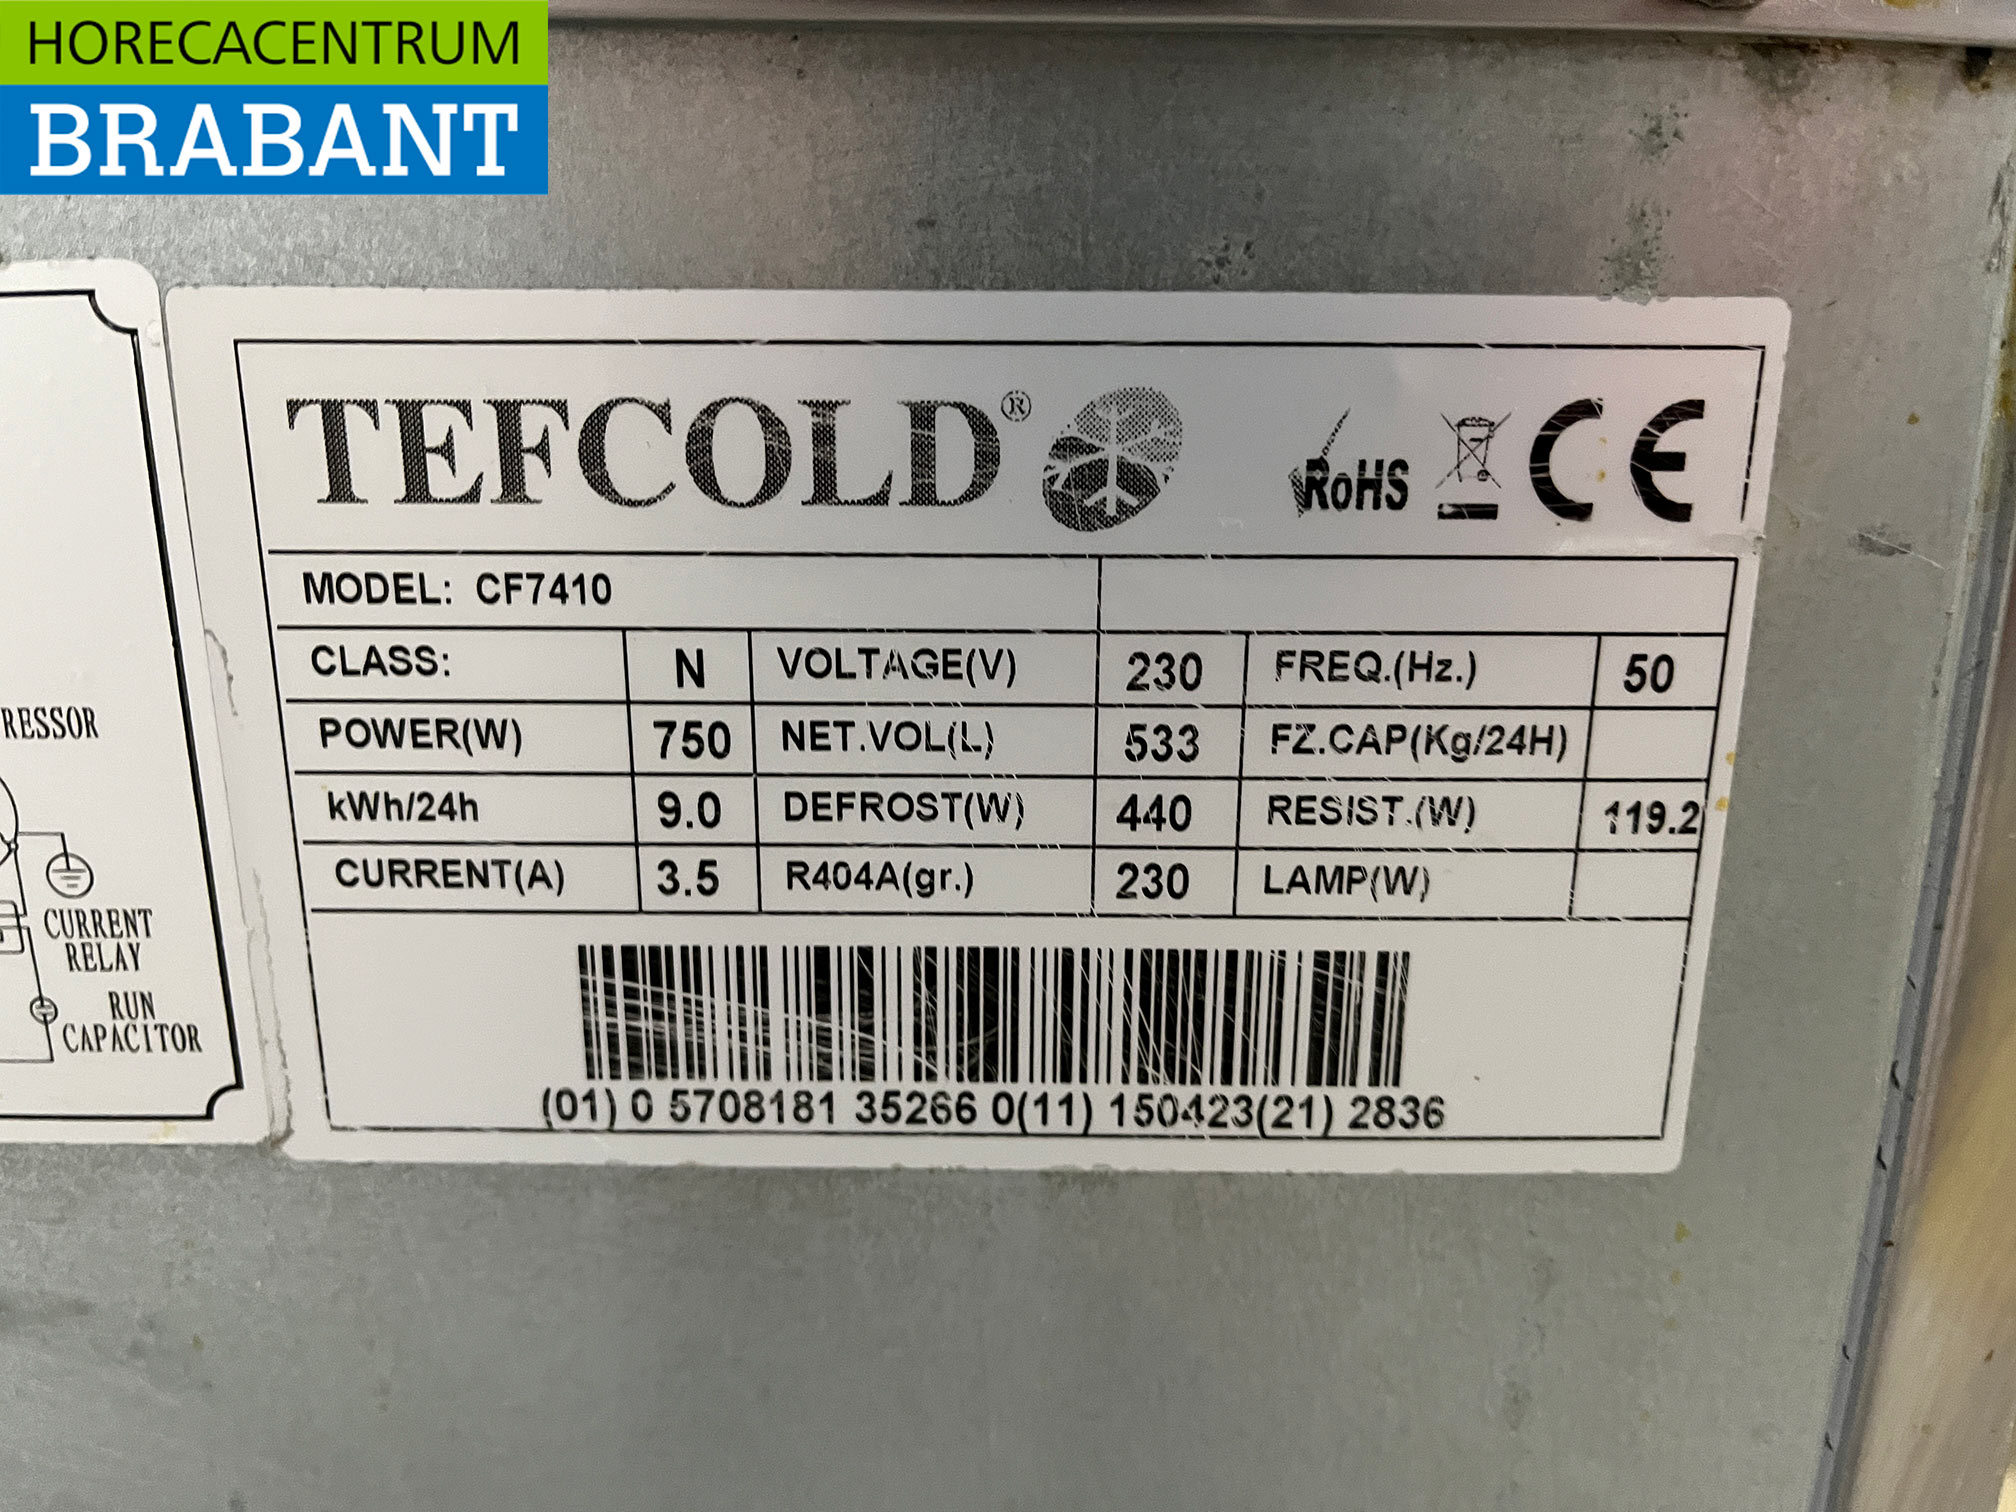 HORECACENTRUM
BRABANT
TEFCOLD®
RoHS CE
MODEL: CF7410
CLASS: N VOLTAGE(V) 230 FREQ.(Hz.) 50
POWER(W) 750 NET.VOL(L) 533 FZ.CAP(Kg/24H)
kWh/24h 9.0 DEFROST(W) 440 RESIST.(W) 119.2
CURRENT(A) 3.5 R404A(gr.) 230 LAMP(W)
(01) 0 5708181 35266 0(11) 150423(21) 2836
RESSOR
CURRENT
RELAY
RUN
CAPACITOR